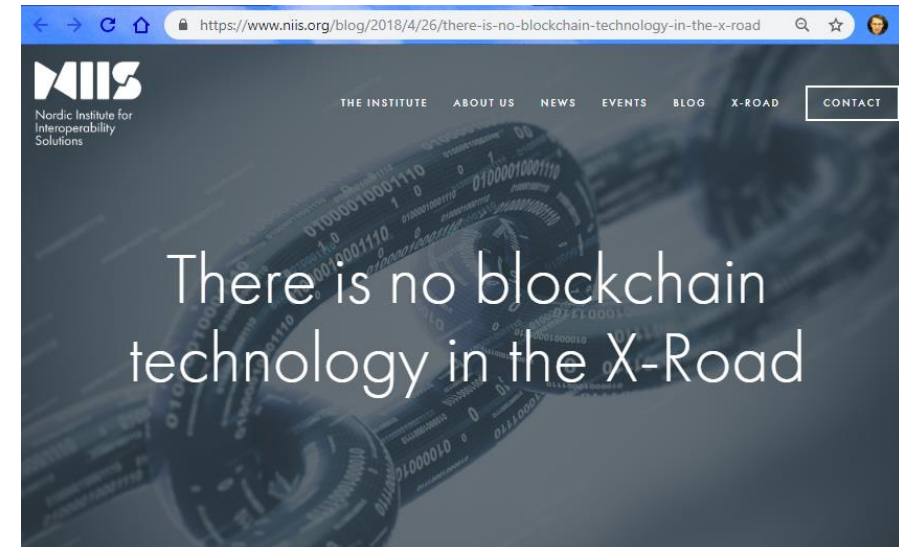 https://www.niis.org/blog/2018/4/26/there-is-no-blockchain-technology-in-the-x-road
NIIS
Nordic Institute for
Interoperability
Solutions
THE INSTITUTE ABOUT US NEWS EVENTS BLOG X-ROAD CONTACT
There is no blockchain
technology in the X-Road